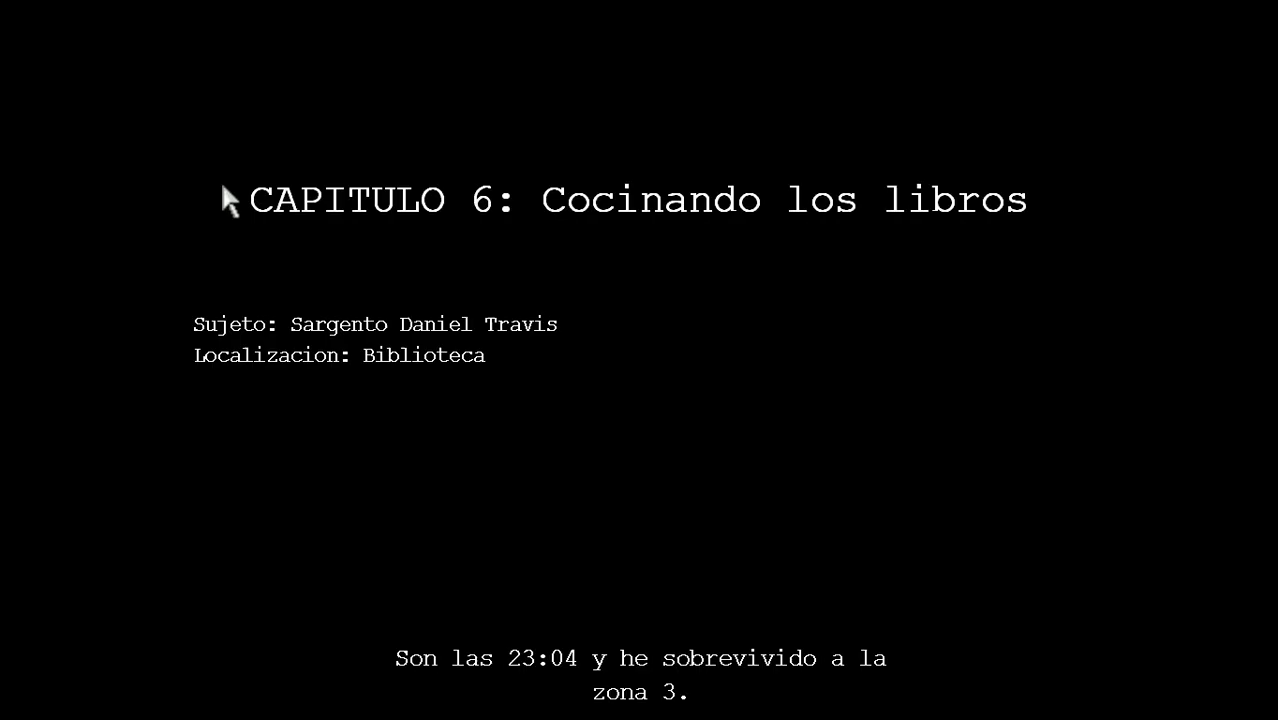 CAPITULO 6: Cocinando los libros
Sujeto: Sargento Daniel Travis
Localizacion: Biblioteca
Son las 23:04 y he sobrevivido a la
zona 3.